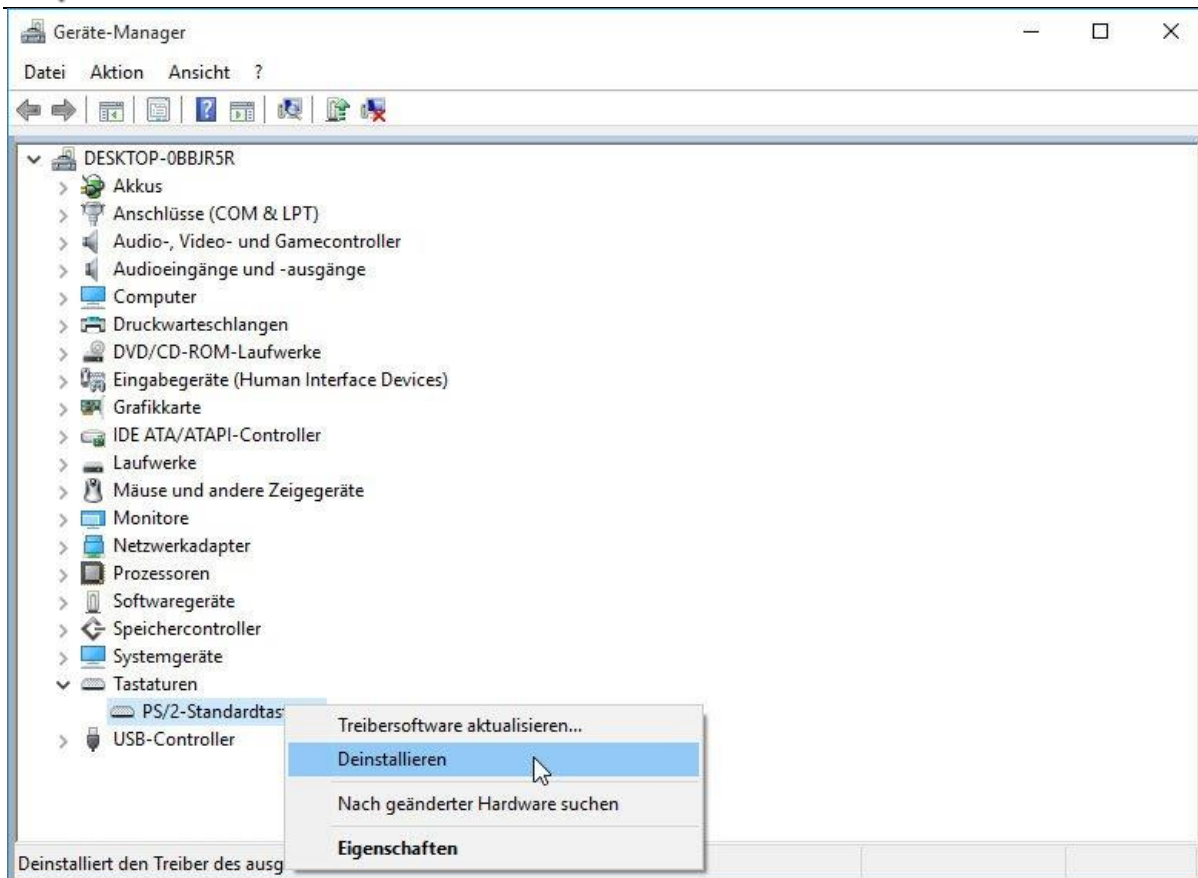 Geräte-Manager
Datei Aktion Ansicht ?
DESKTOP-0BBJR5R
Akkus
Anschlüsse (COM & LPT)
Audio-, Video- und Gamecontroller
Audioeingänge und -ausgänge
Computer
Druckwarteschlangen
DVD/CD-ROM-Laufwerke
Eingabegeräte (Human Interface Devices)
Grafikkarte
IDE ATA/ATAPI-Controller
Laufwerke
Mäuse und andere Zeigegeräte
Monitore
Netzwerkadapter
Prozessoren
Softwaregeräte
Speichercontroller
Systemgeräte
Tastaturen
PS/2-Standardtas
USB-Controller
Treibersoftware aktualisieren...
Deinstallieren
Nach geänderter Hardware suchen
Eigenschaften
Deinstalliert den Treiber des ausg